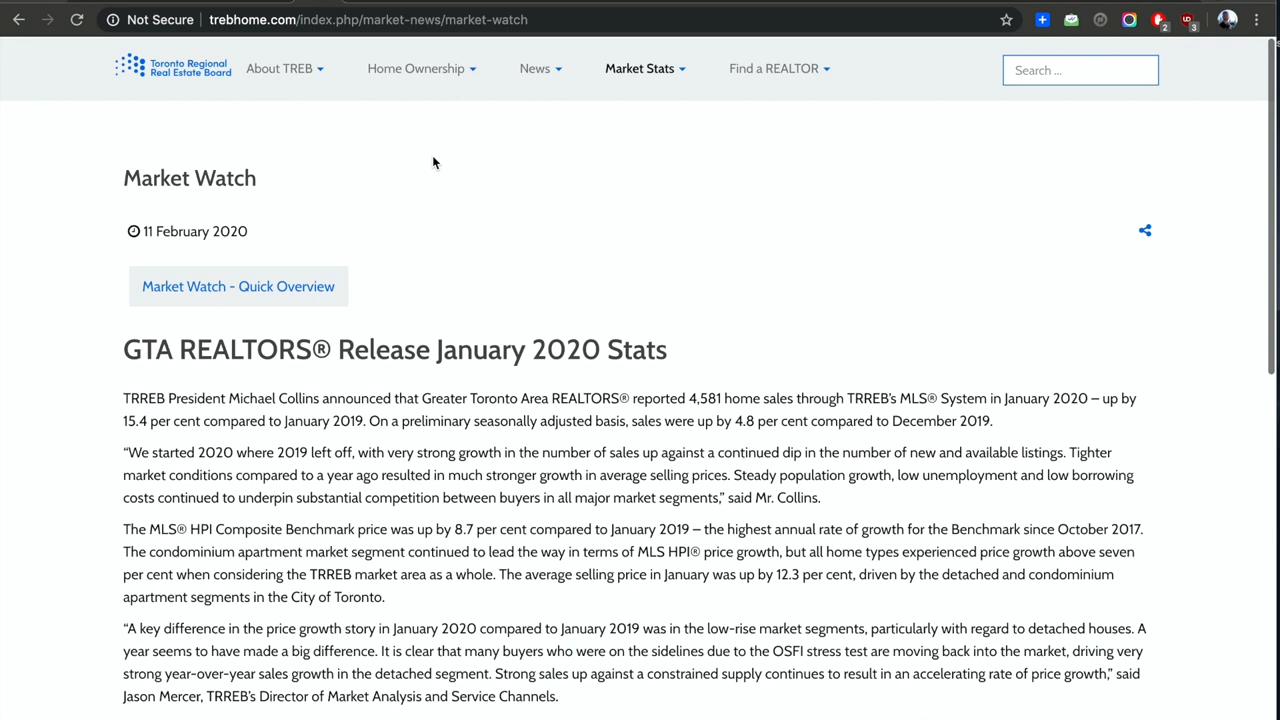 Not Secure trebhome.com/index.php/market-news/market-watch
2
3
Toronto Regional
Real Estate Board
About TREB Home Ownership News Market Stats Find a REALTOR
Search ...
Market Watch
11 February 2020
Market Watch - Quick Overview
GTA REALTORS® Release January 2020 Stats
TRREB President Michael Collins announced that Greater Toronto Area REALTORS® reported 4,581 home sales through TRREB's MLS® System in January 2020 – up by
15.4 per cent compared to January 2019. On a preliminary seasonally adjusted basis, sales were up by 4.8 per cent compared to December 2019.
“We started 2020 where 2019 left off, with very strong growth in the number of sales up against a continued dip in the number of new and available listings. Tighter
market conditions compared to a year ago resulted in much stronger growth in average selling prices. Steady population growth, low unemployment and low borrowing
costs continued to underpin substantial competition between buyers in all major market segments,” said Mr. Collins.
The MLS® HPI Composite Benchmark price was up by 8.7 per cent compared to January 2019 – the highest annual rate of growth for the Benchmark since October 2017.
The condominium apartment market segment continued to lead the way in terms of MLS HPI® price growth, but all home types experienced price growth above seven
per cent when considering the TRREB market area as a whole. The average selling price in January was up by 12.3 per cent, driven by the detached and condominium
apartment segments in the City of Toronto.
“A key difference in the price growth story in January 2020 compared to January 2019 was in the low-rise market segments, particularly with regard to detached houses. A
year seems to have made a big difference. It is clear that many buyers who were on the sidelines due to the OSFI stress test are moving back into the market, driving very
strong year-over-year sales growth in the detached segment. Strong sales up against a constrained supply continues to result in an accelerating rate of price growth,” said
Jason Mercer, TRREB's Director of Market Analysis and Service Channels.